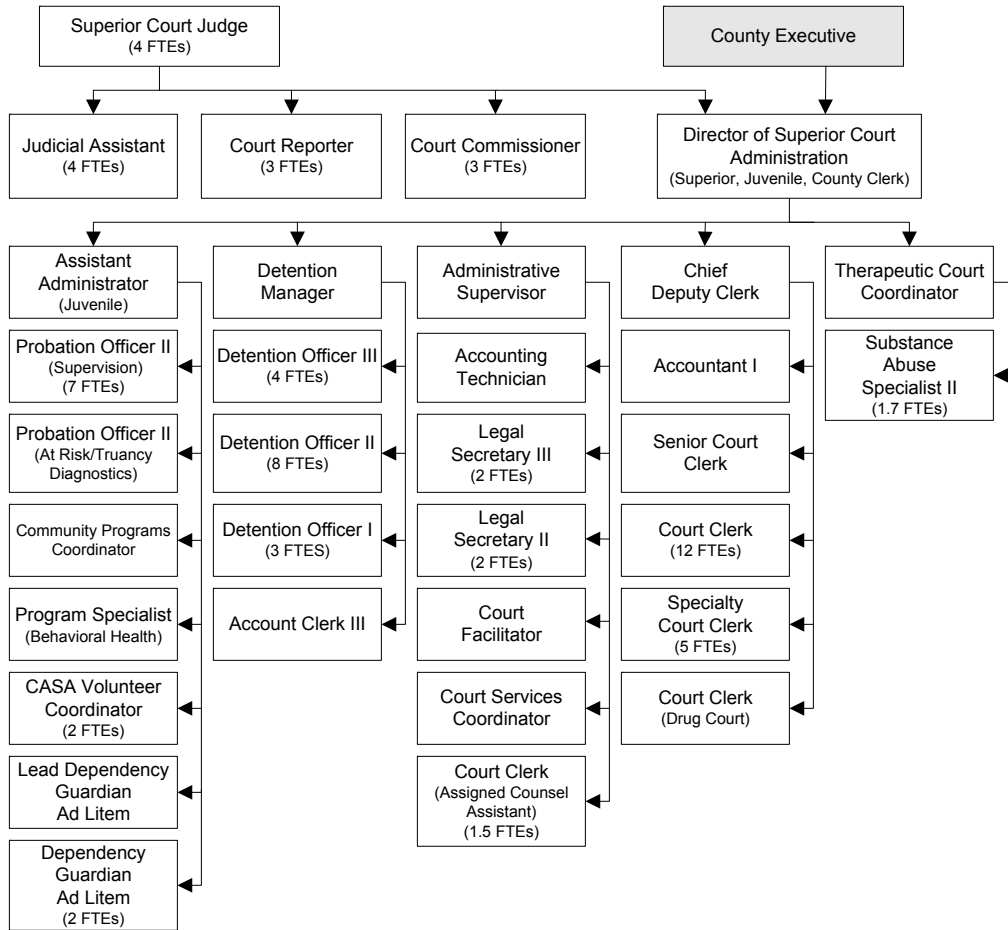 Superior Court Judge
(4 FTEs)
County Executive
Judicial Assistant
(4 FTEs)
Court Reporter
(3 FTEs)
Court Commissioner
(3 FTEs)
Director of Superior Court
Administration
(Superior, Juvenile, County Clerk)
Assistant
Administrator
(Juvenile)
Detention
Manager
Administrative
Supervisor
Chief
Deputy Clerk
Therapeutic Court
Coordinator
Probation Officer II
(Supervision)
(7 FTEs)
Detention Officer III
(4 FTEs)
Accounting
Technician
Accountant I
Substance
Abuse
Specialist II
(1.7 FTEs)
Probation Officer II
(At Risk/Truancy
Diagnostics)
Detention Officer II
(8 FTEs)
Legal
Secretary III
(2 FTEs)
Senior Court
Clerk
Community Programs
Coordinator
Detention Officer I
(3 FTES)
Legal
Secretary II
(2 FTEs)
Court Clerk
(12 FTEs)
Program Specialist
(Behavioral Health)
Account Clerk III
Court
Facilitator
Specialty
Court Clerk
(5 FTEs)
CASA Volunteer
Coordinator
(2 FTEs)
Court Services
Coordinator
Court Clerk
(Drug Court)
Lead Dependency
Guardian
Ad Litem
Court Clerk
(Assigned Counsel
Assistant)
(1.5 FTEs)
Dependency
Guardian
Ad Litem
(2 FTEs)